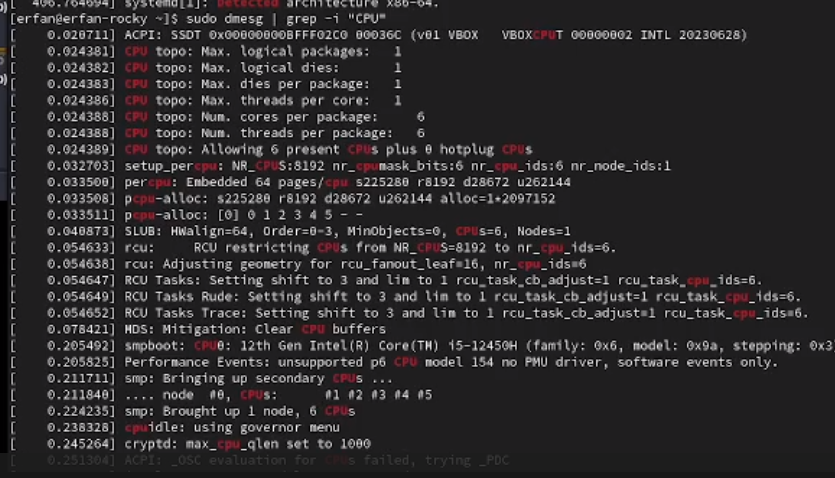 406.764694] systemd[1]: Detected architecture x86-64.
[erfan@erfan-rocky ~]$ sudo dmesg | grep -i "CPU"
[    0.020711] ACPI: SSDT 0x00000000BFFF02C0 00036C (v01 VBOX   VBOXCPUT 00000002 INTL 20230628)
[    0.024381] CPU topo: Max. logical packages:   1
[    0.024382] CPU topo: Max. logical dies:       1
[    0.024383] CPU topo: Max. dies per package:   1
[    0.024386] CPU topo: Max. threads per core:   1
[    0.024388] CPU topo: Num. cores per package:     6
[    0.024388] CPU topo: Num. threads per package:   6
[    0.024389] CPU topo: Allowing 6 present CPUs plus 0 hotplug CPUs
[    0.032703] setup_percpu: NR_CPUS:8192 nr_cpumask_bits:6 nr_cpu_ids:6 nr_node_ids:1
[    0.033500] percpu: Embedded 64 pages/cpu s225280 r8192 d28672 u262144
[    0.033508] pcpu-alloc: s225280 r8192 d28672 u262144 alloc=1*2097152
[    0.033511] pcpu-alloc: [0] 0 1 2 3 4 5 - -
[    0.040873] SLUB: HWalign=64, Order=0-3, MinObjects=0, CPUs=6, Nodes=1
[    0.054633] rcu:     RCU restricting CPUs from NR_CPUS=8192 to nr_cpu_ids=6.
[    0.054638] rcu: Adjusting geometry for rcu_fanout_leaf=16, nr_cpu_ids=6
[    0.054647] RCU Tasks: Setting shift to 3 and lim to 1 rcu_task_cb_adjust=1 rcu_task_cpu_ids=6.
[    0.054649] RCU Tasks Rude: Setting shift to 3 and lim to 1 rcu_task_cb_adjust=1 rcu_task_cpu_ids=6.
[    0.054652] RCU Tasks Trace: Setting shift to 3 and lim to 1 rcu_task_cb_adjust=1 rcu_task_cpu_ids=6.
[    0.078421] MDS: Mitigation: Clear CPU buffers
[    0.205492] smpboot: CPU0: 12th Gen Intel(R) Core(TM) i5-12450H (family: 0x6, model: 0x9a, stepping: 0x3
[    0.205825] Performance Events: unsupported p6 CPU model 154 no PMU driver, software events only.
[    0.211711] smp: Bringing up secondary CPUs ...
[    0.211840] .... node  #0, CPUs:      #1 #2 #3 #4 #5
[    0.224235] smp: Brought up 1 node, 6 CPUs
[    0.238328] cpuidle: using governor menu
[    0.245264] cryptd: max_cpu_qlen set to 1000
[    0.251304] ACPI: _OSC evaluation for CPUs failed, trying _PDC